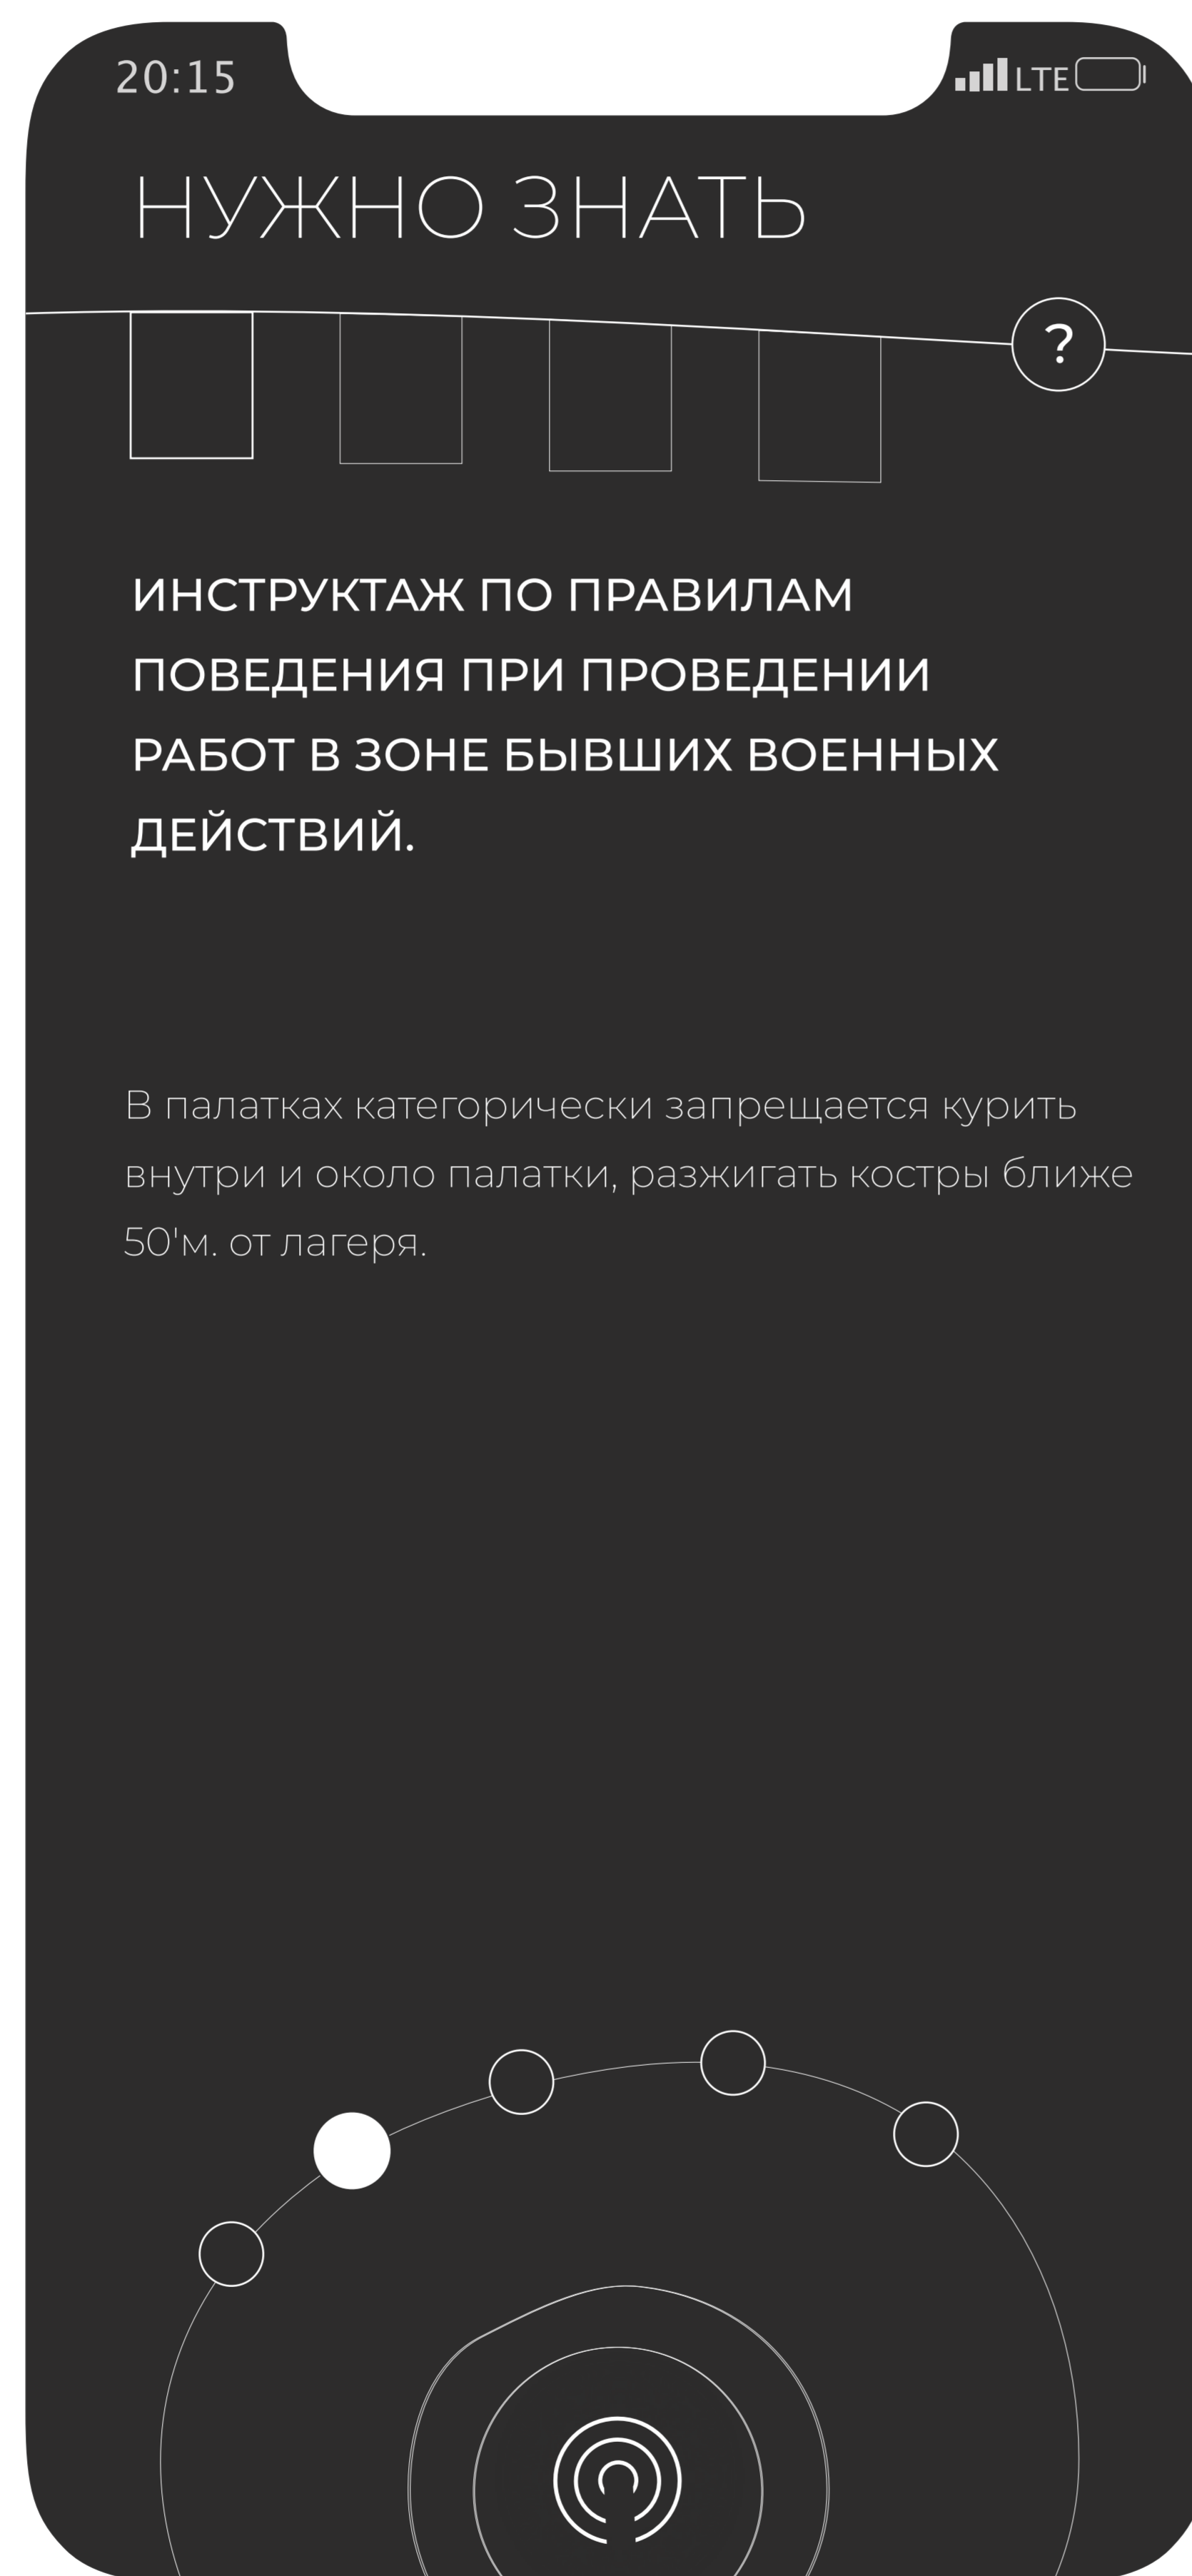 20:15
LTE
НУЖНО ЗНАТЬ
?
ИНСТРУКТАЖ ПО ПРАВИЛАМ
ПОВЕДЕНИЯ ПРИ ПРОВЕДЕНИИ
РАБОТ В ЗОНЕ БЫВШИХ ВОЕННЫХ
ДЕЙСТВИЙ.
В палатках категорически запрещается курить
внутри и около палатки, разжигать костры ближе
50'м. от лагеря.